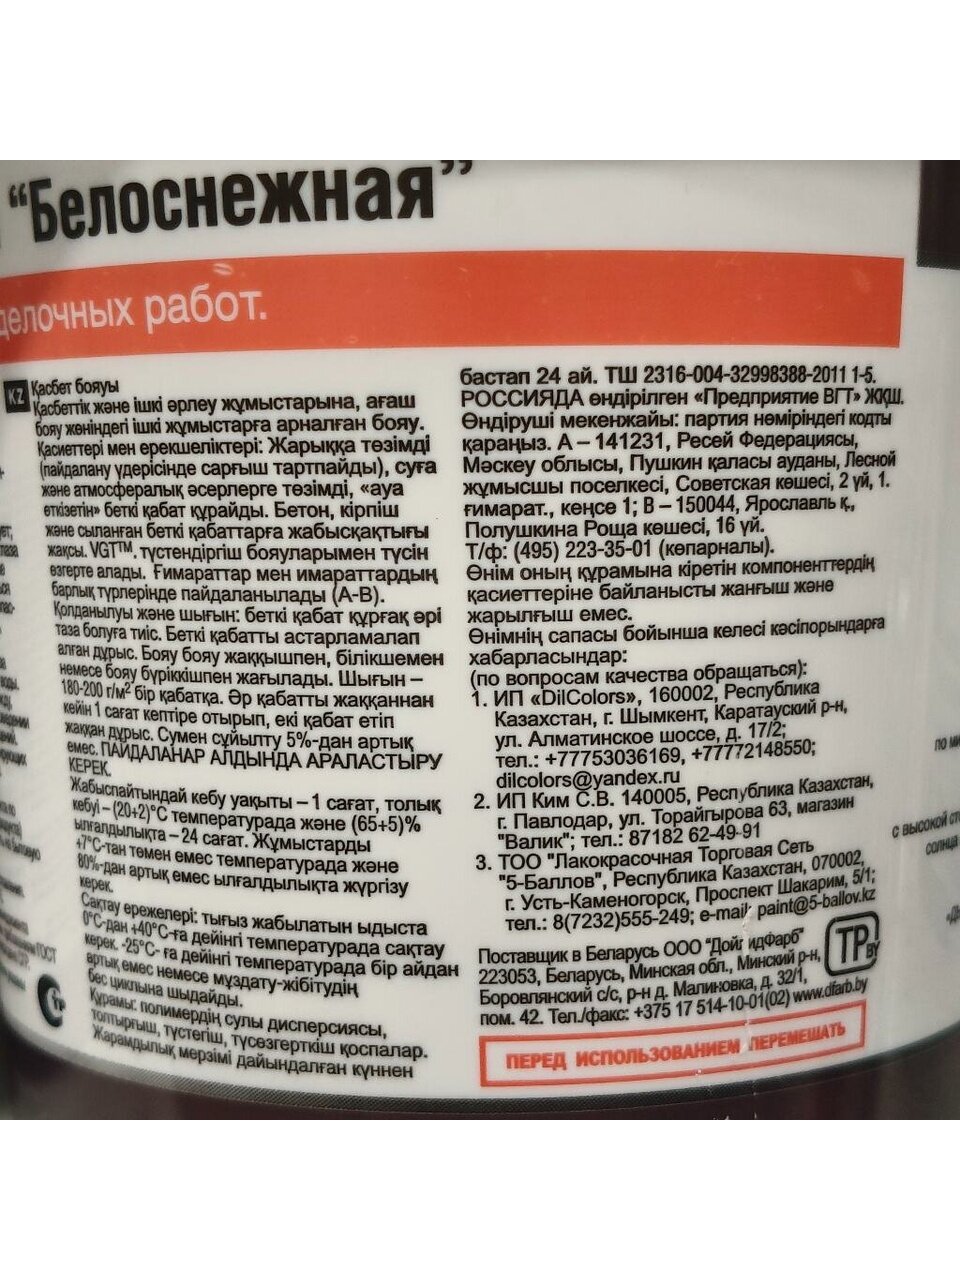 “Белоснежная”
делочных работ.
KZ Қасбет бояуы
Қасбеттік және ішкі әрлеу жұмыстарына, ағаш
бояу жөніндегі ішкі жұмыстарға арналған бояу.
Қасиеттері мен ерекшеліктері: Жарыққа төзімді
(пайдалану үдерісінде сарғыш тартпайды), суға
және атмосфералық әсерлерге төзімді, «ауа
өткізетін» беткі қабат құрайды. Бетон, кірпіш
және сыланған беткі қабаттарға жабысқақтығы
жақсы. VGT™. түстендіргіш бояуларымен түсін
өзгерте алады. Ғимараттар мен имараттардың
барлық түрлерінде пайдаланылады (А-В).
Қолданылуы және шығын: беткі қабат құрғақ әрі
таза болуға тиіс. Беткі қабатты астарламалап
алған дұрыс. Бояу бояу жаққышпен, білікшемен
немесе бояу бүріккішпен жағылады. Шығын –
180-200 г/м² бір қабатқа. Әр қабатты жаққаннан
кейін 1 сағат кептіре отырып, екі қабат етіп
жаққан дұрыс. Сумен сұйылту 5%-дан артық
емес. ПАЙДАЛАНАР АЛДЫНДА АРАЛАСТЫРУ
КЕРЕК.
Жабыспайтындай кебу уақыты – 1 сағат, толық
кебуі – (20+2)°С температурада және (65+5)%
ылғалдылықта – 24 сағат. Жұмыстарды
+7°С-тан төмен емес температурада және
80%-дан артық емес ылғалдылықта жүргізу
керек.
Сақтау ережелері: тығыз жабылатын ыдыста
0°С-дан +40°С-ға дейінгі температурада сақтау
керек. -25°С- ға дейінгі температурада бір айдан
артық емес немесе мұздату-жібітудің
бес циклына шыдайды.
Құрамы: полимердің сулы дисперсиясы,
толтырғыш, түстегіш, түсезгерткіш қоспалар.
Жарамдылық мерзімі дайындалған күннен
бастап 24 ай. ТШ 2316-004-32998388-2011 1-5.
РОССИЯДА өндірілген «Предприятие ВГТ» ЖҚШ.
Өндіруші мекенжайы: партия нөміріндегі кодты
қараңыз. А – 141231, Ресей Федерациясы,
Мәскеу облысы, Пушкин қаласы ауданы, Лесной
жұмысшы поселкесі, Советская көшесі, 2 үй, 1.
ғимарат., кеңсе 1; В – 150044, Ярославль қ.,
Полушкина Роща көшесі, 16 үй.
Т/ф: (495) 223-35-01 (көпарналы).
Өнім оның құрамына кіретін компоненттердің
қасиеттеріне байланысты жанғыш және
жарылғыш емес.
Өнімнің сапасы бойынша келесі кәсіпорындарға
хабарласындар:
(по вопросам качества обращаться):
1. ИП «DilColors», 160002, Республика
Казахстан, г. Шымкент, Каратауский р-н,
ул. Алматинское шоссе, д. 17/2;
тел.: +77753036169, +77772148550;
dilcolors@yandex.ru
2. ИП Ким С.В. 140005, Республика Казахстан,
г. Павлодар, ул. Торайгырова 63, магазин
"Валик"; тел.: 87182 62-49-91
3. ТОО "Лакокрасочная Торговая Сеть
"5-Баллов", Республика Казахстан, 070002,
г. Усть-Каменогорск, Проспект Шакарим, 5/1;
тел.: 8(7232)555-249; e-mail: paint@5-ballov.kz
Поставщик в Беларусь ООО "ДойлидФарб"
223053, Беларусь, Минская обл., Минский р-н,
Боровлянский с/с, р-н д. Малиновка, д. 32/1,
пом. 42. Тел./факс: +375 17 514-10-01(02) www.dfarb.by
ТР BY
ПЕРЕД ИСПОЛЬЗОВАНИЕМ ПЕРЕМЕШАТЬ
с высокой
солнца